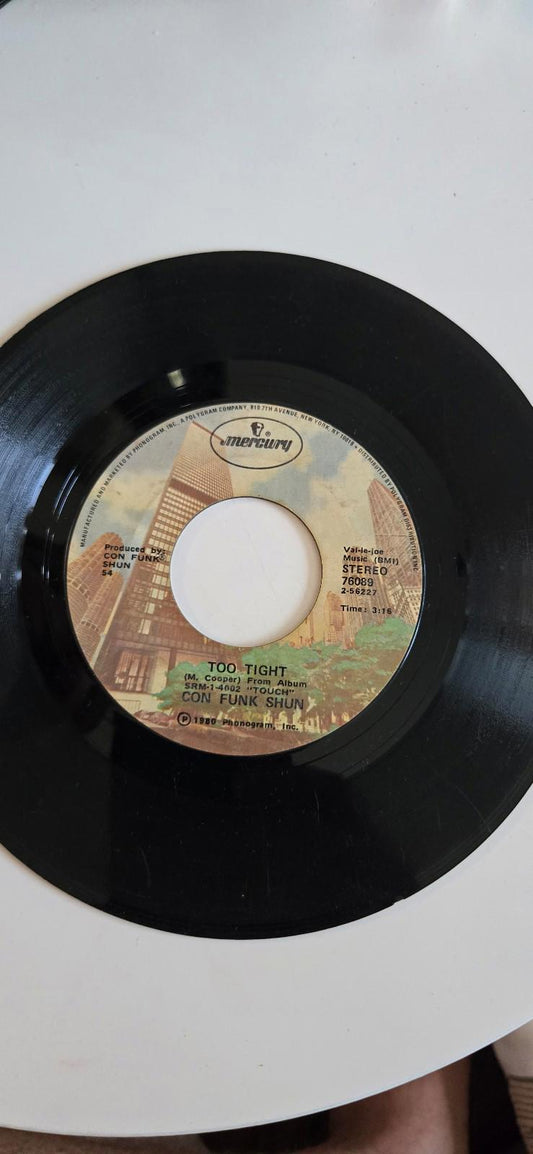 MANUFACTURED AND MARKETED BY PHONOGRAM, INC. A POLYGRAM COMPANY, 810 7TH AVENUE, NEW YORK, NY 10019 • DISTRIBUTED BY POLYGRAM DISTRIBUTION INC.
®
mercury
Produced by:
CON FUNK
SHUN
54
Val-ie-joe
Music (BMI)
STEREO
76089
2-56227
Time: 3:16
TOO TIGHT
(M. Cooper) From Album
SRM-1-4002 "TOUCH"
CON FUNK SHUN
Ⓟ 1980 Phonogram, Inc.